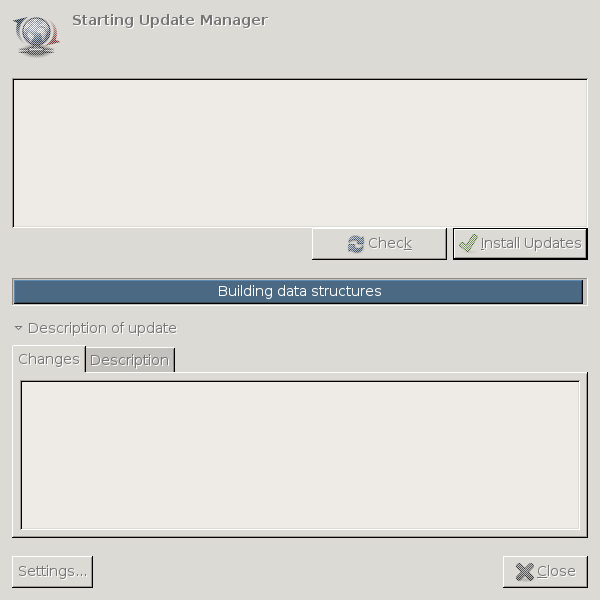 Starting Update Manager
Check
Install Updates
Building data structures
Description of update
Changes
Description
Settings...
Close